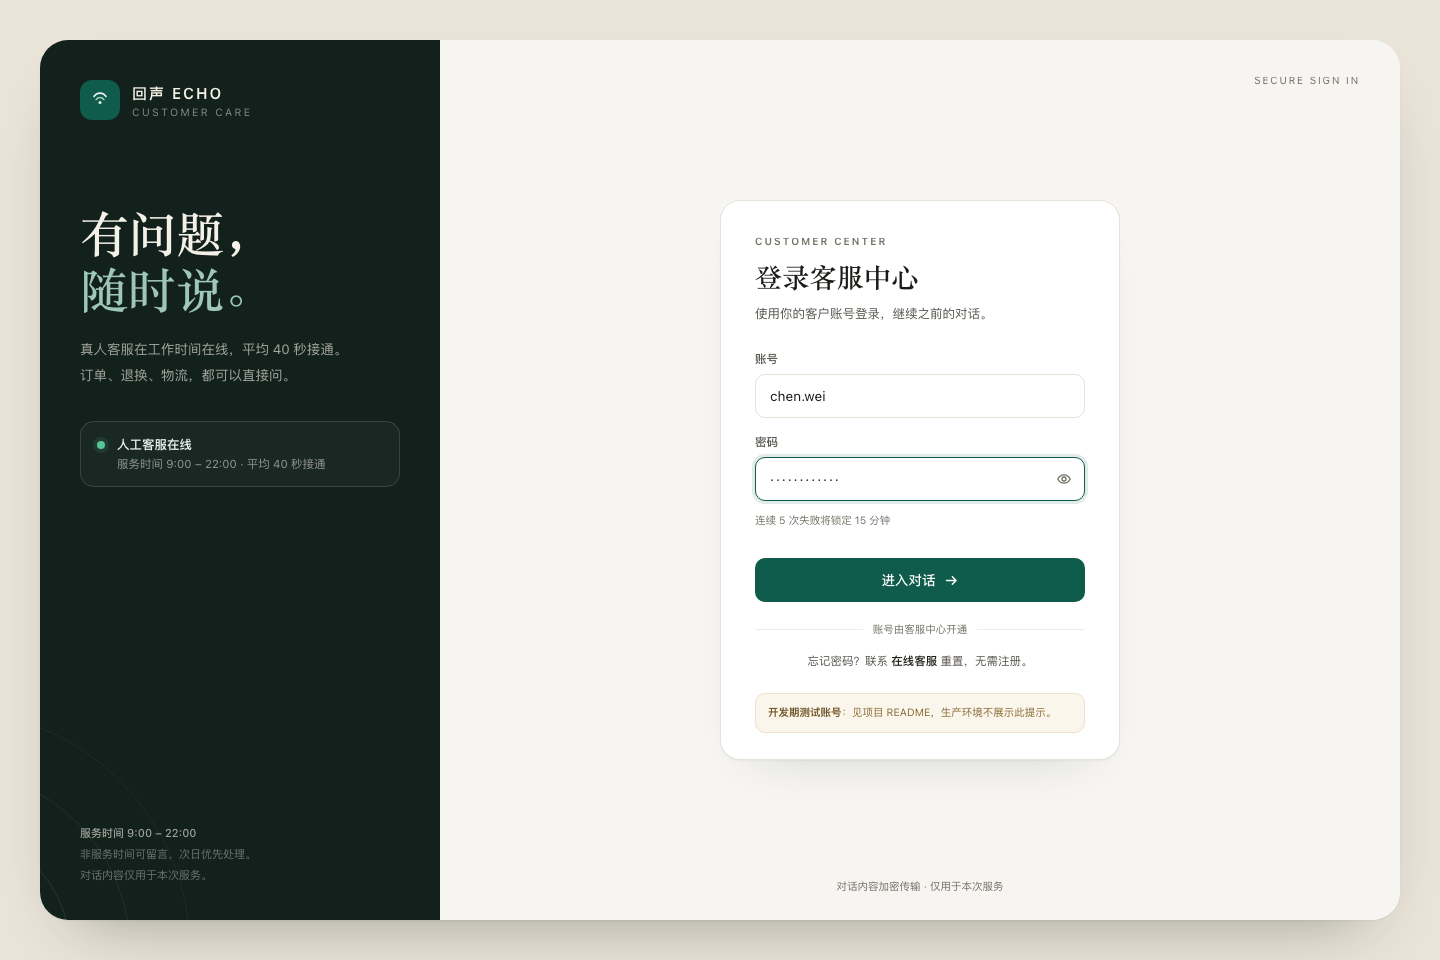 回声 ECHO
CUSTOMER CARE
有问题，
随时说。
真人客服在工作时间在线，平均 40 秒接通。
订单、退换、物流，都可以直接问。
人工客服在线
服务时间 9:00 – 22:00 · 平均 40 秒接通
服务时间 9:00 – 22:00
非服务时间可留言，次日优先处理。
对话内容仅用于本次服务。
SECURE SIGN IN
CUSTOMER CENTER
登录客服中心
使用你的客户账号登录，继续之前的对话。
账号
chen.wei
密码
············
连续 5 次失败将锁定 15 分钟
进入对话 →
账号由客服中心开通
忘记密码？联系 在线客服 重置，无需注册。
开发期测试账号：见项目 README，生产环境不展示此提示。
对话内容加密传输 · 仅用于本次服务